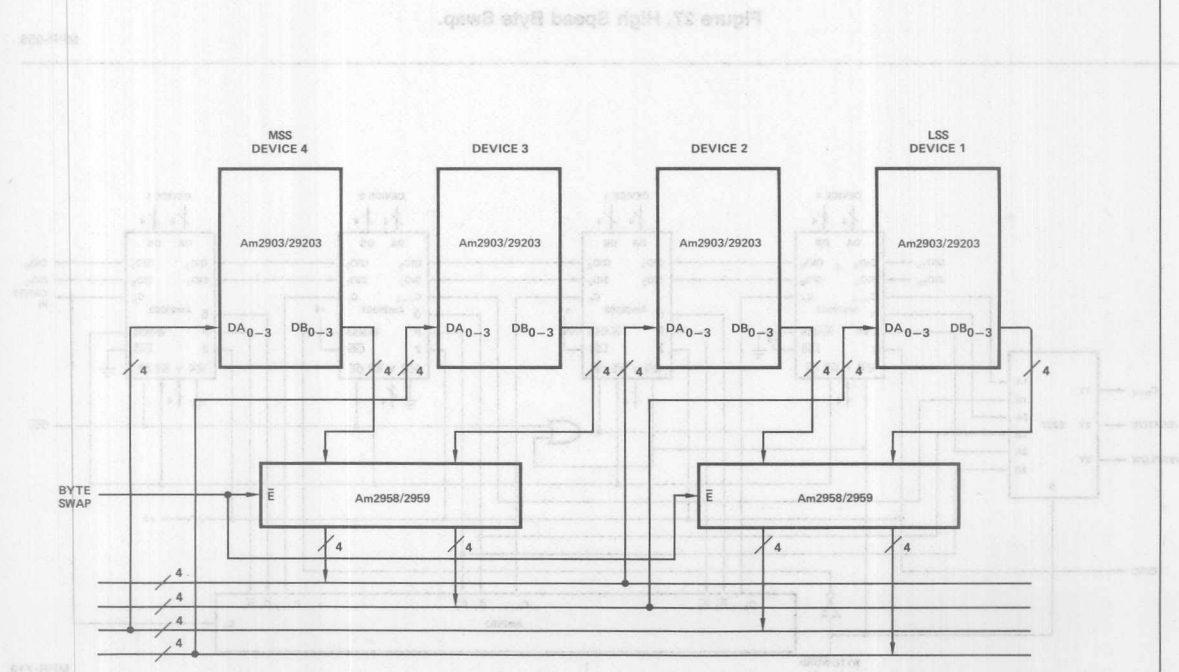 Figure 27. High Speed Byte Swap.
MSS
DEVICE 4
DEVICE 3
DEVICE 2
LSS
DEVICE 1
Am2903/29203
Am2903/29203
Am2903/29203
Am2903/29203
DA0–3 DB0–3
DA0–3 DB0–3
DA0–3 DB0–3
DA0–3 DB0–3
4
4
4
4
4
4
4
4
BYTE
SWAP
E̅
Am2958/2959
E̅
Am2958/2959
4
4
4
4
4
4
4
4